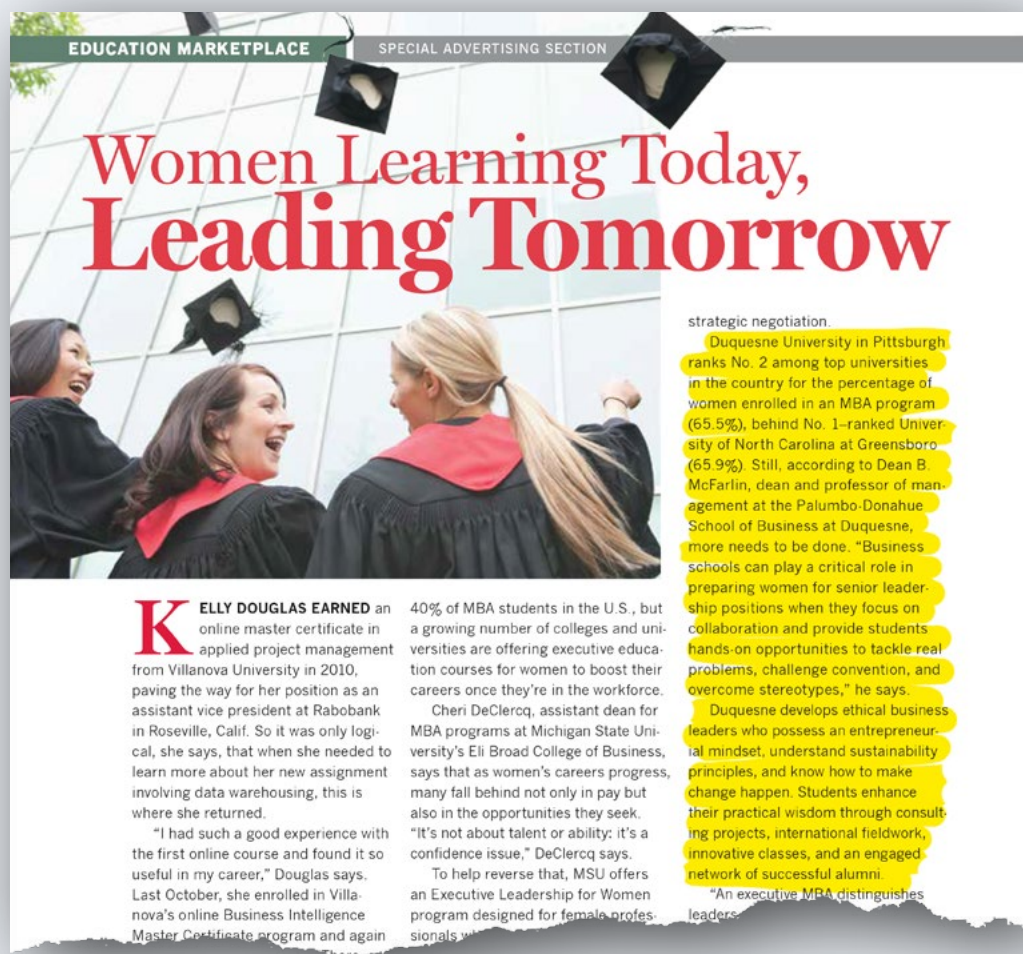 EDUCATION MARKETPLACE
SPECIAL ADVERTISING SECTION
Women Learning Today,
Leading Tomorrow
KELLY DOUGLAS EARNED an
online master certificate in
applied project management
from Villanova University in 2010,
paving the way for her position as an
assistant vice president at Rabobank
in Roseville, Calif. So it was only logi-
cal, she says, that when she needed to
learn more about her new assignment
involving data warehousing, this is
where she returned.
"I had such a good experience with
the first online course and found it so
useful in my career," Douglas says.
Last October, she enrolled in Villa-
nova's online Business Intelligence
Master Certificate program and again
40% of MBA students in the U.S., but
a growing number of colleges and uni-
versities are offering executive educa-
tion courses for women to boost their
careers once they're in the workforce.
Cheri DeClercq, assistant dean for
MBA programs at Michigan State Uni-
versity's Eli Broad College of Business,
says that as women's careers progress,
many fall behind not only in pay but
also in the opportunities they seek.
"It's not about talent or ability: it's a
confidence issue," DeClercq says.
To help reverse that, MSU offers
an Executive Leadership for Women
program designed for female profes-
sionals
strategic negotiation.
Duquesne University in Pittsburgh
ranks No. 2 among top universities
in the country for the percentage of
women enrolled in an MBA program
(65.5%), behind No. 1–ranked Univer-
sity of North Carolina at Greensboro
(65.9%). Still, according to Dean B.
McFarlin, dean and professor of man-
agement at the Palumbo-Donahue
School of Business at Duquesne,
more needs to be done. "Business
schools can play a critical role in
preparing women for senior leader-
ship positions when they focus on
collaboration and provide students
hands-on opportunities to tackle real
problems, challenge convention, and
overcome stereotypes," he says.
Duquesne develops ethical business
leaders who possess an entrepreneur-
ial mindset, understand sustainability
principles, and know how to make
change happen. Students enhance
their practical wisdom through consult-
ing projects, international fieldwork,
innovative classes, and an engaged
network of successful alumni.
"An executive MBA distinguishes
leaders